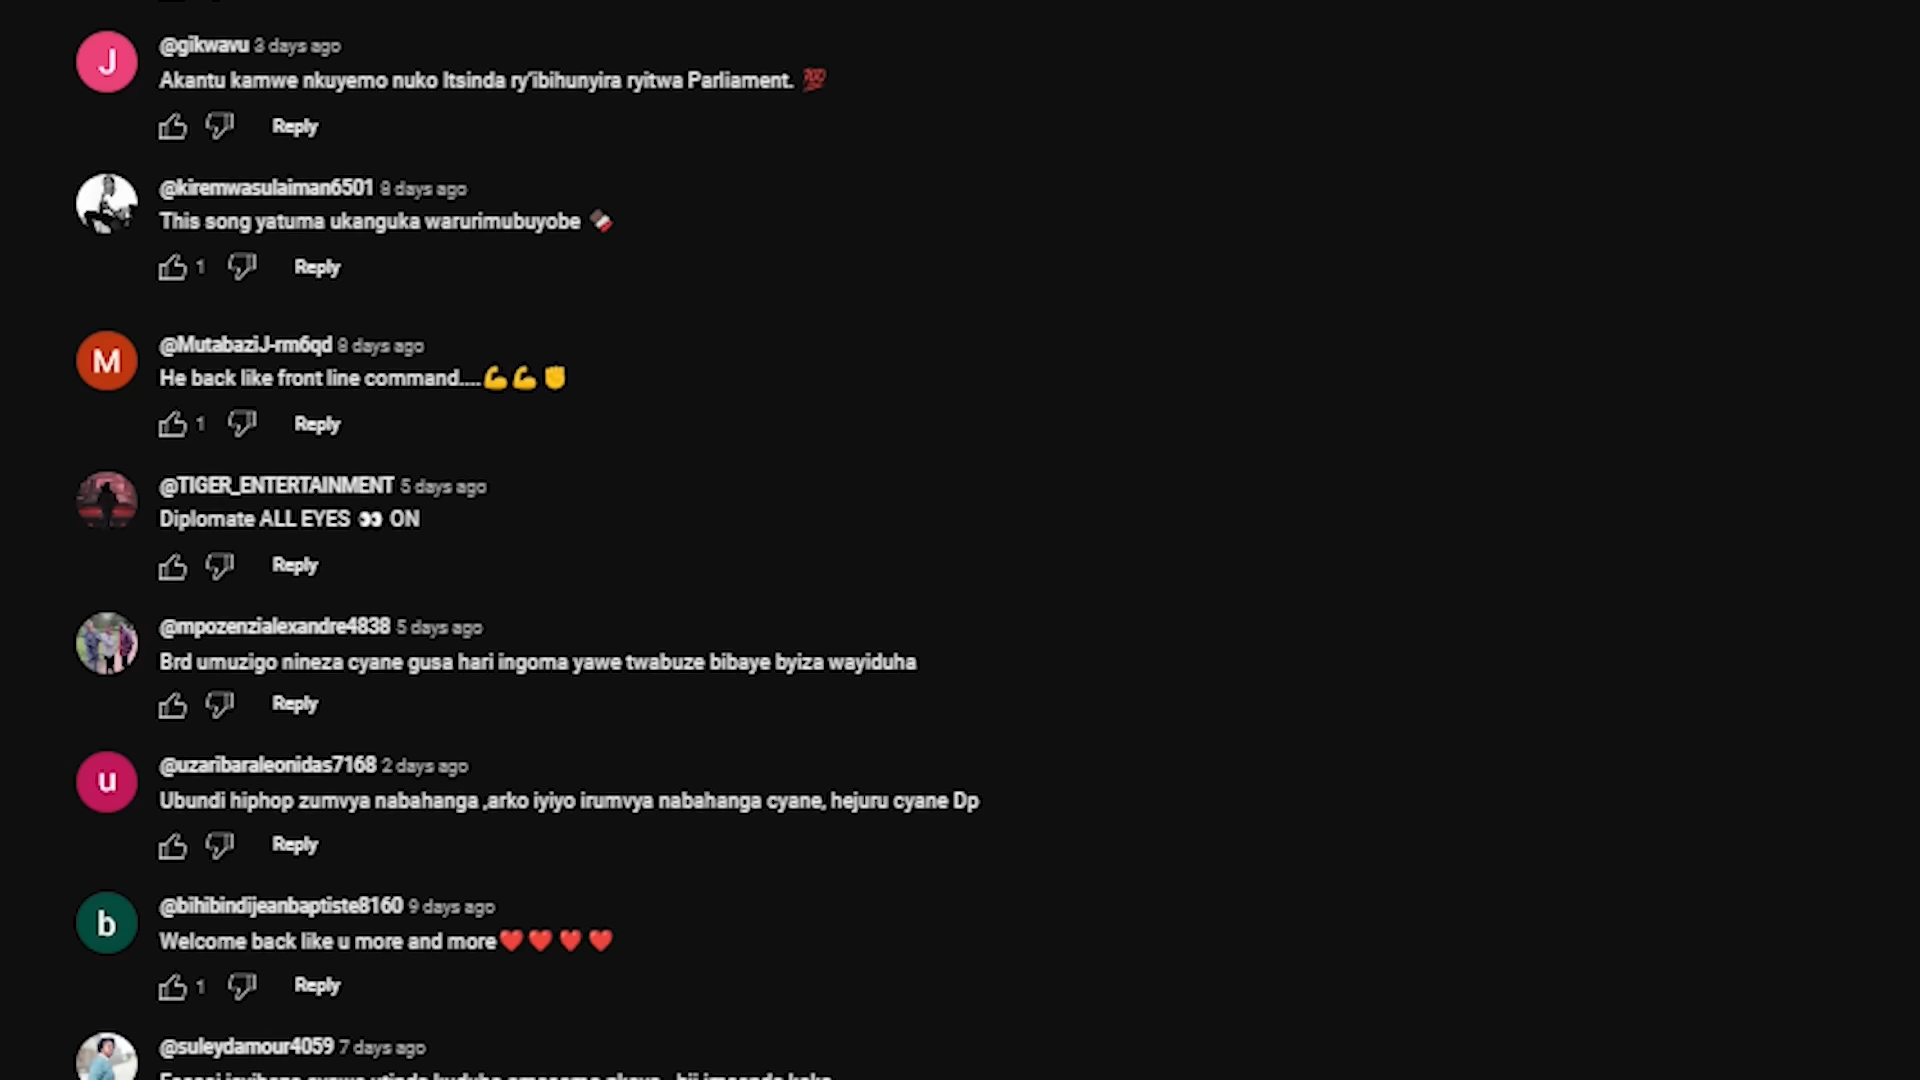 J
@gikwavu 3 days ago
Akantu kamwe nkuyemo nuko Itsinda ry'ibihunyira ryitwa Parliament. 💯
Reply
@kiremwasulaiman6501 8 days ago
This song yatuma ukanguka warurimubuyobe 🍫
1 Reply
M
@MutabaziJ-rm6qd 8 days ago
He back like front line command....💪💪✊
1 Reply
@TIGER_ENTERTAINMENT 5 days ago
Diplomate ALL EYES 👀 ON
Reply
@mpozenzialexandre4838 5 days ago
Brd umuzigo nineza cyane gusa hari ingoma yawe twabuze bibaye byiza wayiduha
Reply
u
@uzaribaraleonidas7168 2 days ago
Ubundi hiphop zumvya nabahanga ,arko iyiyo irumvya nabahanga cyane, hejuru cyane Dp
Reply
b
@bihibindijeanbaptiste8160 9 days ago
Welcome back like u more and more❤️❤️❤️❤️
1 Reply
@suleydamour4059 7 days ago